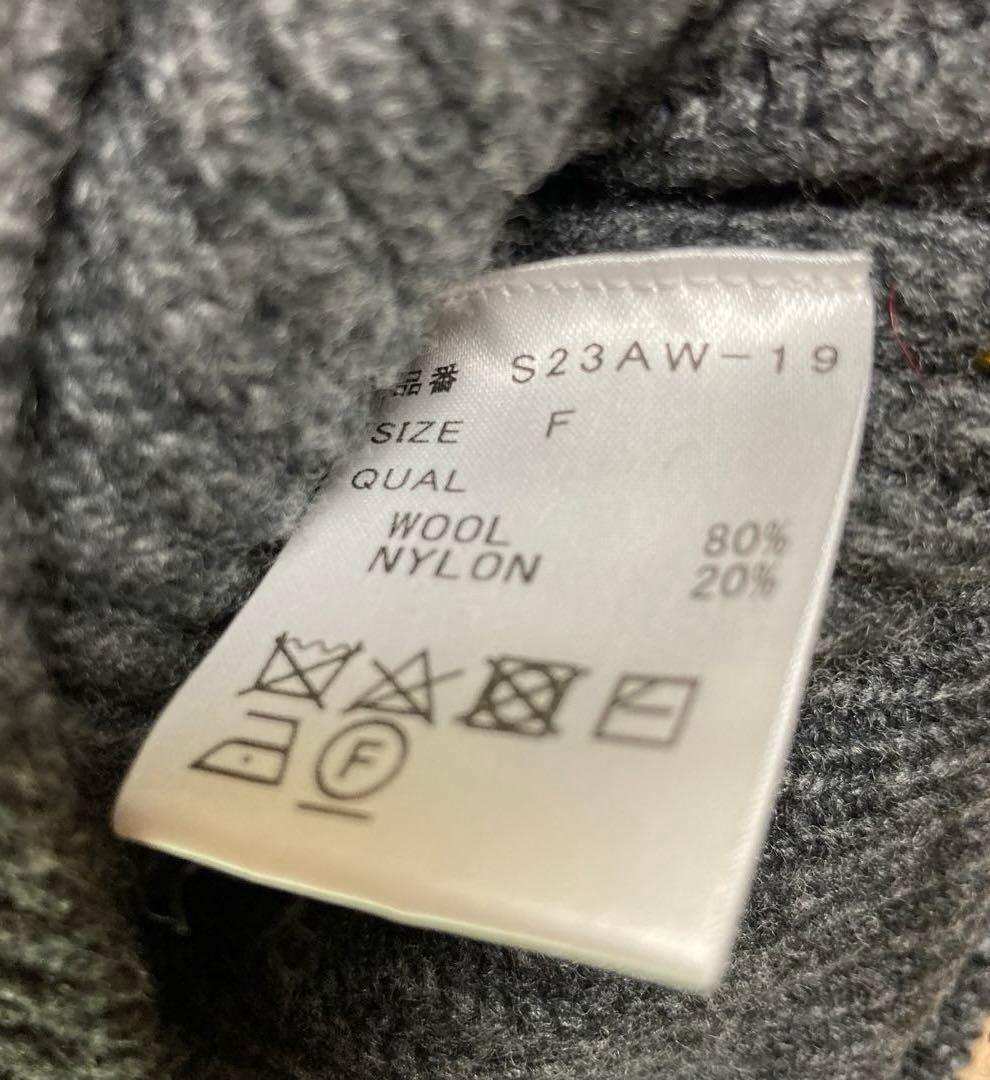 品番 S23AW-19
SIZE F
QUAL
WOOL 80%
NYLON 20%
F